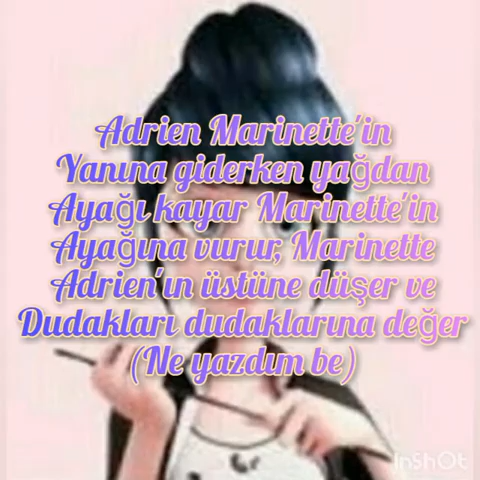 Adrien Marinette'in
Yanına giderken yağdan
Ayağı kayar Marinette'in
Ayağına vurur, Marinette
Adrien'ın üstüne düşer ve
Dudakları dudaklarına değer
(Ne yazdım be)
InShOt